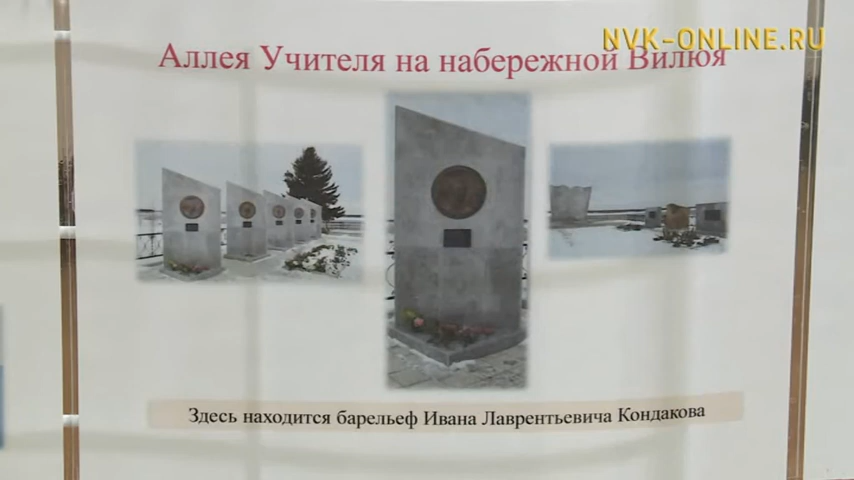 NVK-ONLINE.RU
Аллея Учителя на набережной Вилюя
Здесь находится барельеф Ивана Лаврентьевича Кондакова